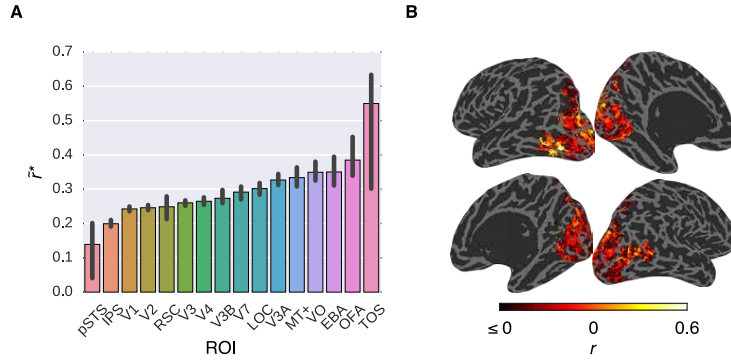 A
B
0.7
0.6
0.5
0.4
0.3
0.2
0.1
0.0
r̃*
pSTS IPS V1 V2 RSC V3 V4 V3B V7 LOC V3A MT+ VO EBA OFA TOS
ROI
≤ 0 0 0.6
r